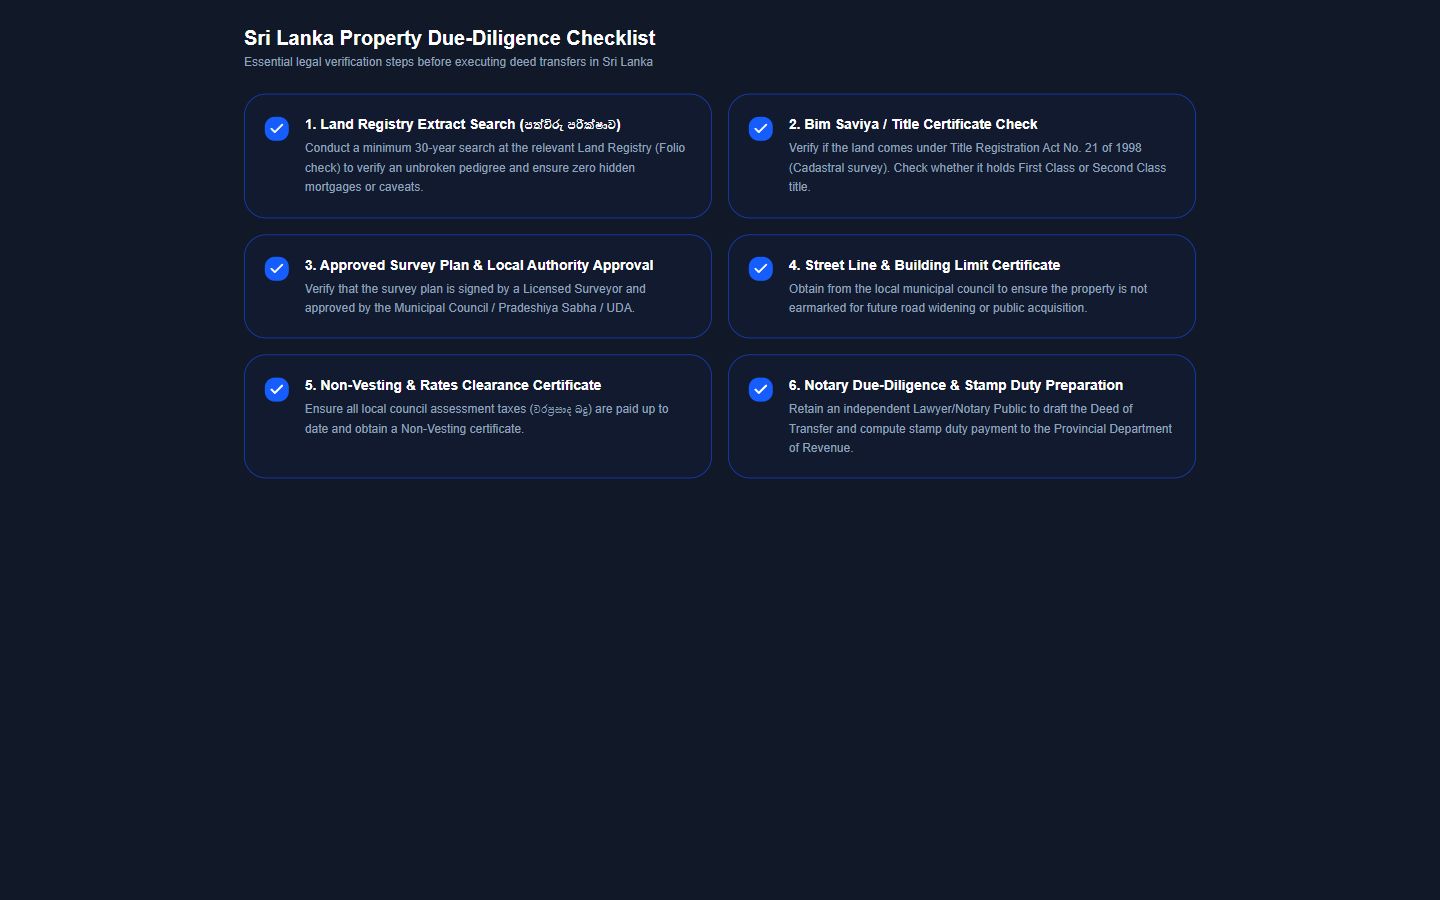 Sri Lanka Property Due-Diligence Checklist
Essential legal verification steps before executing deed transfers in Sri Lanka
1. Land Registry Extract Search (පත්විරු පරීක්ෂාව)
Conduct a minimum 30-year search at the relevant Land Registry (Folio
check) to verify an unbroken pedigree and ensure zero hidden
mortgages or caveats.
2. Bim Saviya / Title Certificate Check
Verify if the land comes under Title Registration Act No. 21 of 1998
(Cadastral survey). Check whether it holds First Class or Second Class
title.
3. Approved Survey Plan & Local Authority Approval
Verify that the survey plan is signed by a Licensed Surveyor and
approved by the Municipal Council / Pradeshiya Sabha / UDA.
4. Street Line & Building Limit Certificate
Obtain from the local municipal council to ensure the property is not
earmarked for future road widening or public acquisition.
5. Non-Vesting & Rates Clearance Certificate
Ensure all local council assessment taxes (වරප්‍රසාද බදු) are paid up to
date and obtain a Non-Vesting certificate.
6. Notary Due-Diligence & Stamp Duty Preparation
Retain an independent Lawyer/Notary Public to draft the Deed of
Transfer and compute stamp duty payment to the Provincial Department
of Revenue.